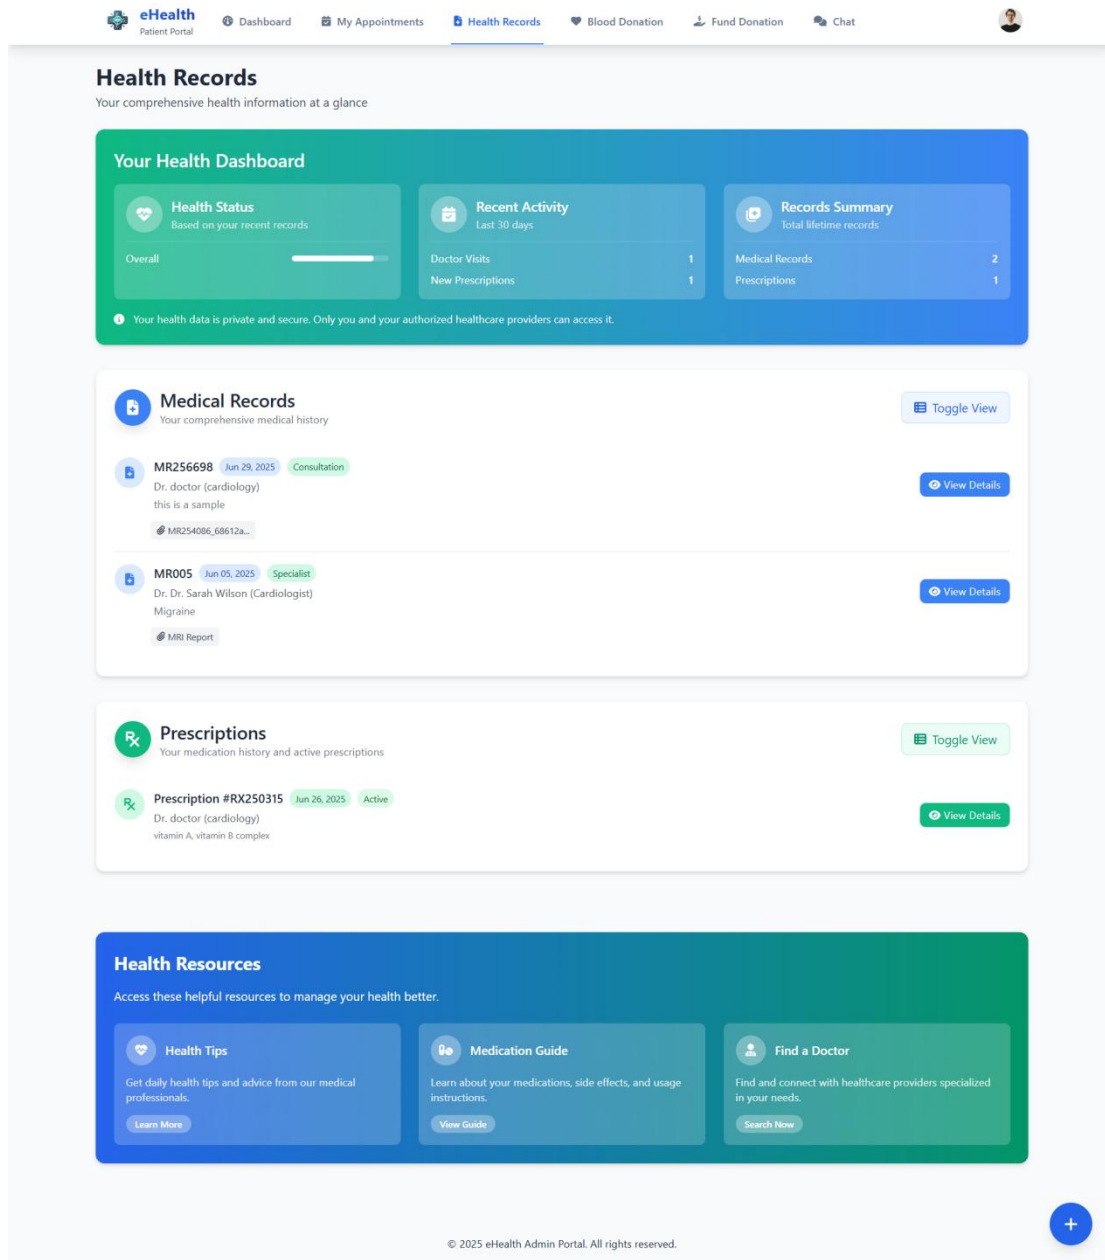 eHealth
Patient Portal
Dashboard
My Appointments
Health Records
Blood Donation
Fund Donation
Chat
Health Records
Your comprehensive health information at a glance
Your Health Dashboard
Health Status
Based on your recent records
Overall
Recent Activity
Last 30 days
Doctor Visits 1
New Prescriptions 1
Records Summary
Total lifetime records
Medical Records 2
Prescriptions 1
Your health data is private and secure. Only you and your authorized healthcare providers can access it.
Medical Records
Your comprehensive medical history
Toggle View
MR256698 Jun 29, 2025 Consultation
Dr. doctor (cardiology)
this is a sample
MR254086_68612a...
View Details
MR005 Jun 05, 2025 Specialist
Dr. Dr. Sarah Wilson (Cardiologist)
Migraine
MRI Report
View Details
Prescriptions
Your medication history and active prescriptions
Toggle View
Prescription #RX250315 Jun 26, 2025 Active
Dr. doctor (cardiology)
vitamin A, vitamin B complex
View Details
Health Resources
Access these helpful resources to manage your health better.
Health Tips
Get daily health tips and advice from our medical
professionals.
Learn More
Medication Guide
Learn about your medications, side effects, and usage
instructions.
View Guide
Find a Doctor
Find and connect with healthcare providers specialized
in your needs.
Search Now
© 2025 eHealth Admin Portal. All rights reserved.